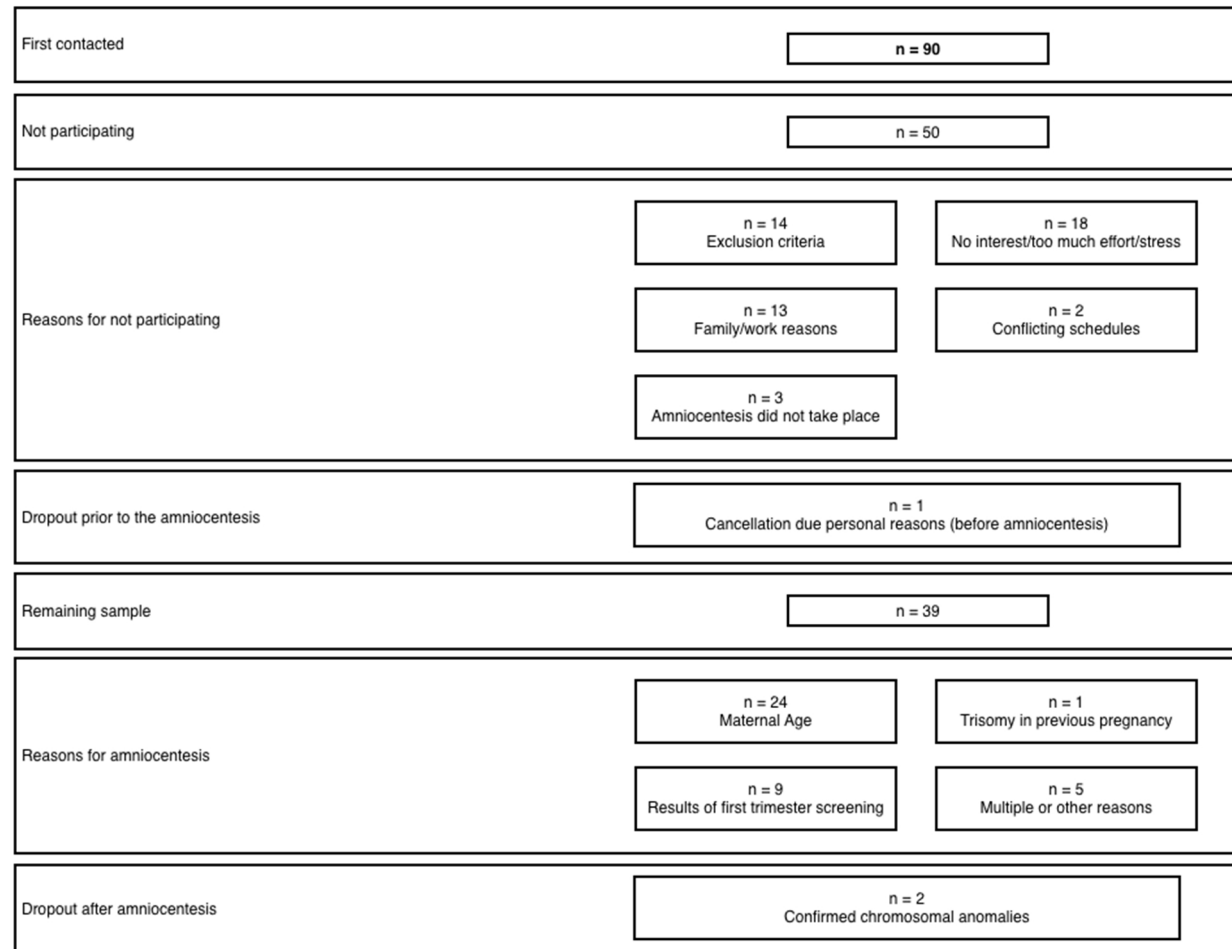 First contacted
n = 90
Not participating
n = 50
Reasons for not participating
n = 14
Exclusion criteria
n = 18
No interest/too much effort/stress
n = 13
Family/work reasons
n = 2
Conflicting schedules
n = 3
Amniocentesis did not take place
Dropout prior to the amniocentesis
n = 1
Cancellation due personal reasons (before amniocentesis)
Remaining sample
n = 39
Reasons for amniocentesis
n = 24
Maternal Age
n = 1
Trisomy in previous pregnancy
n = 9
Results of first trimester screening
n = 5
Multiple or other reasons
Dropout after amniocentesis
n = 2
Confirmed chromosomal anomalies